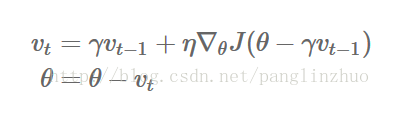 v_t = γv_{t−1} + η∇_θJ(θ − γv_{t−1})
θ = θ − v_t
http://blog.csdn.net/panglinzhuo